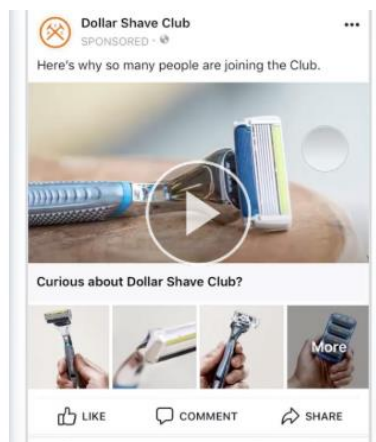 Dollar Shave Club
SPONSORED ·
Here's why so many people are joining the Club.
Curious about Dollar Shave Club?
More
LIKE COMMENT SHARE